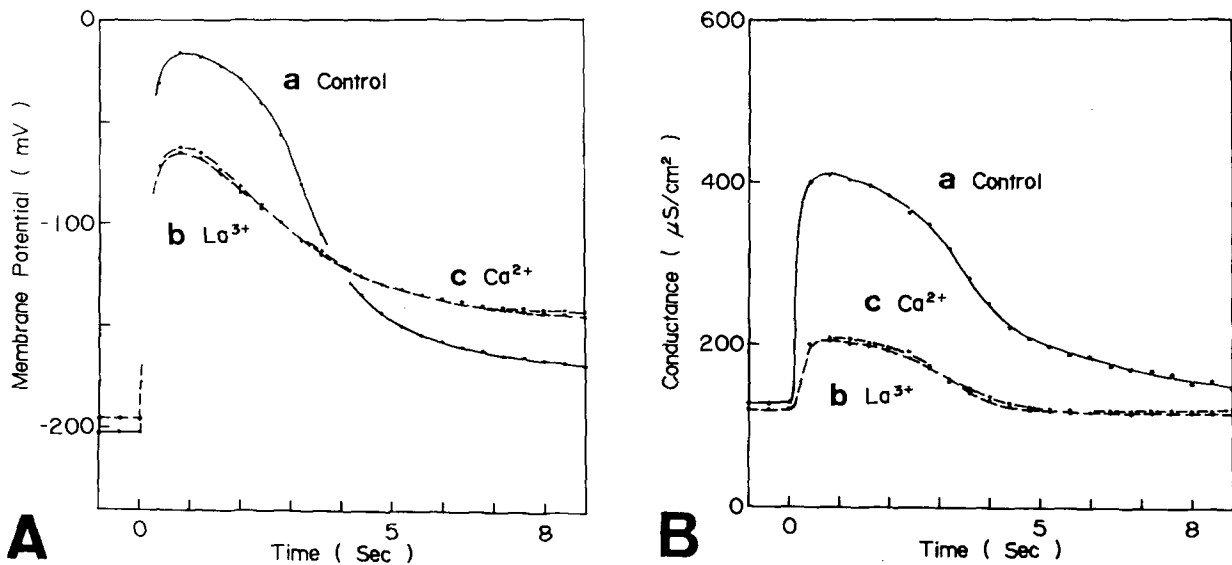 0
-100
-200
Membrane Potential ( mV )
a Control
b La³⁺
c Ca²⁺
0 5 8
Time ( Sec )
A
600
400
200
0
Conductance ( μS/cm² )
a Control
c Ca²⁺
b La³⁺
0 5 8
Time ( Sec )
B